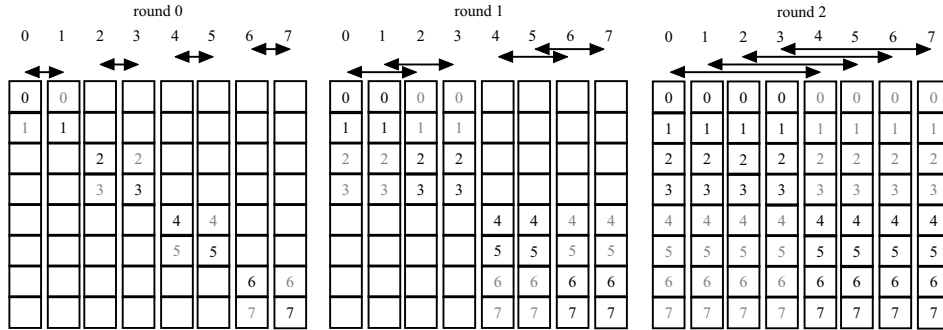 round 0 round 1 round 2
0 1 2 3 4 5 6 7 0 1 2 3 4 5 6 7 0 1 2 3 4 5 6 7
0 0 0 0 0 0 0 0 0 0 0 0 0 0
1 1 1 1 1 1 1 1 1 1 1 1 1 1
2 2 2 2 2 2 2 2 2 2 2 2 2 2
3 3 3 3 3 3 3 3 3 3 3 3 3 3
4 4 4 4 4 4 4 4 4 4 4 4 4 4
5 5 5 5 5 5 5 5 5 5 5 5 5 5
6 6 6 6 6 6 6 6 6 6 6 6 6 6
7 7 7 7 7 7 7 7 7 7 7 7 7 7